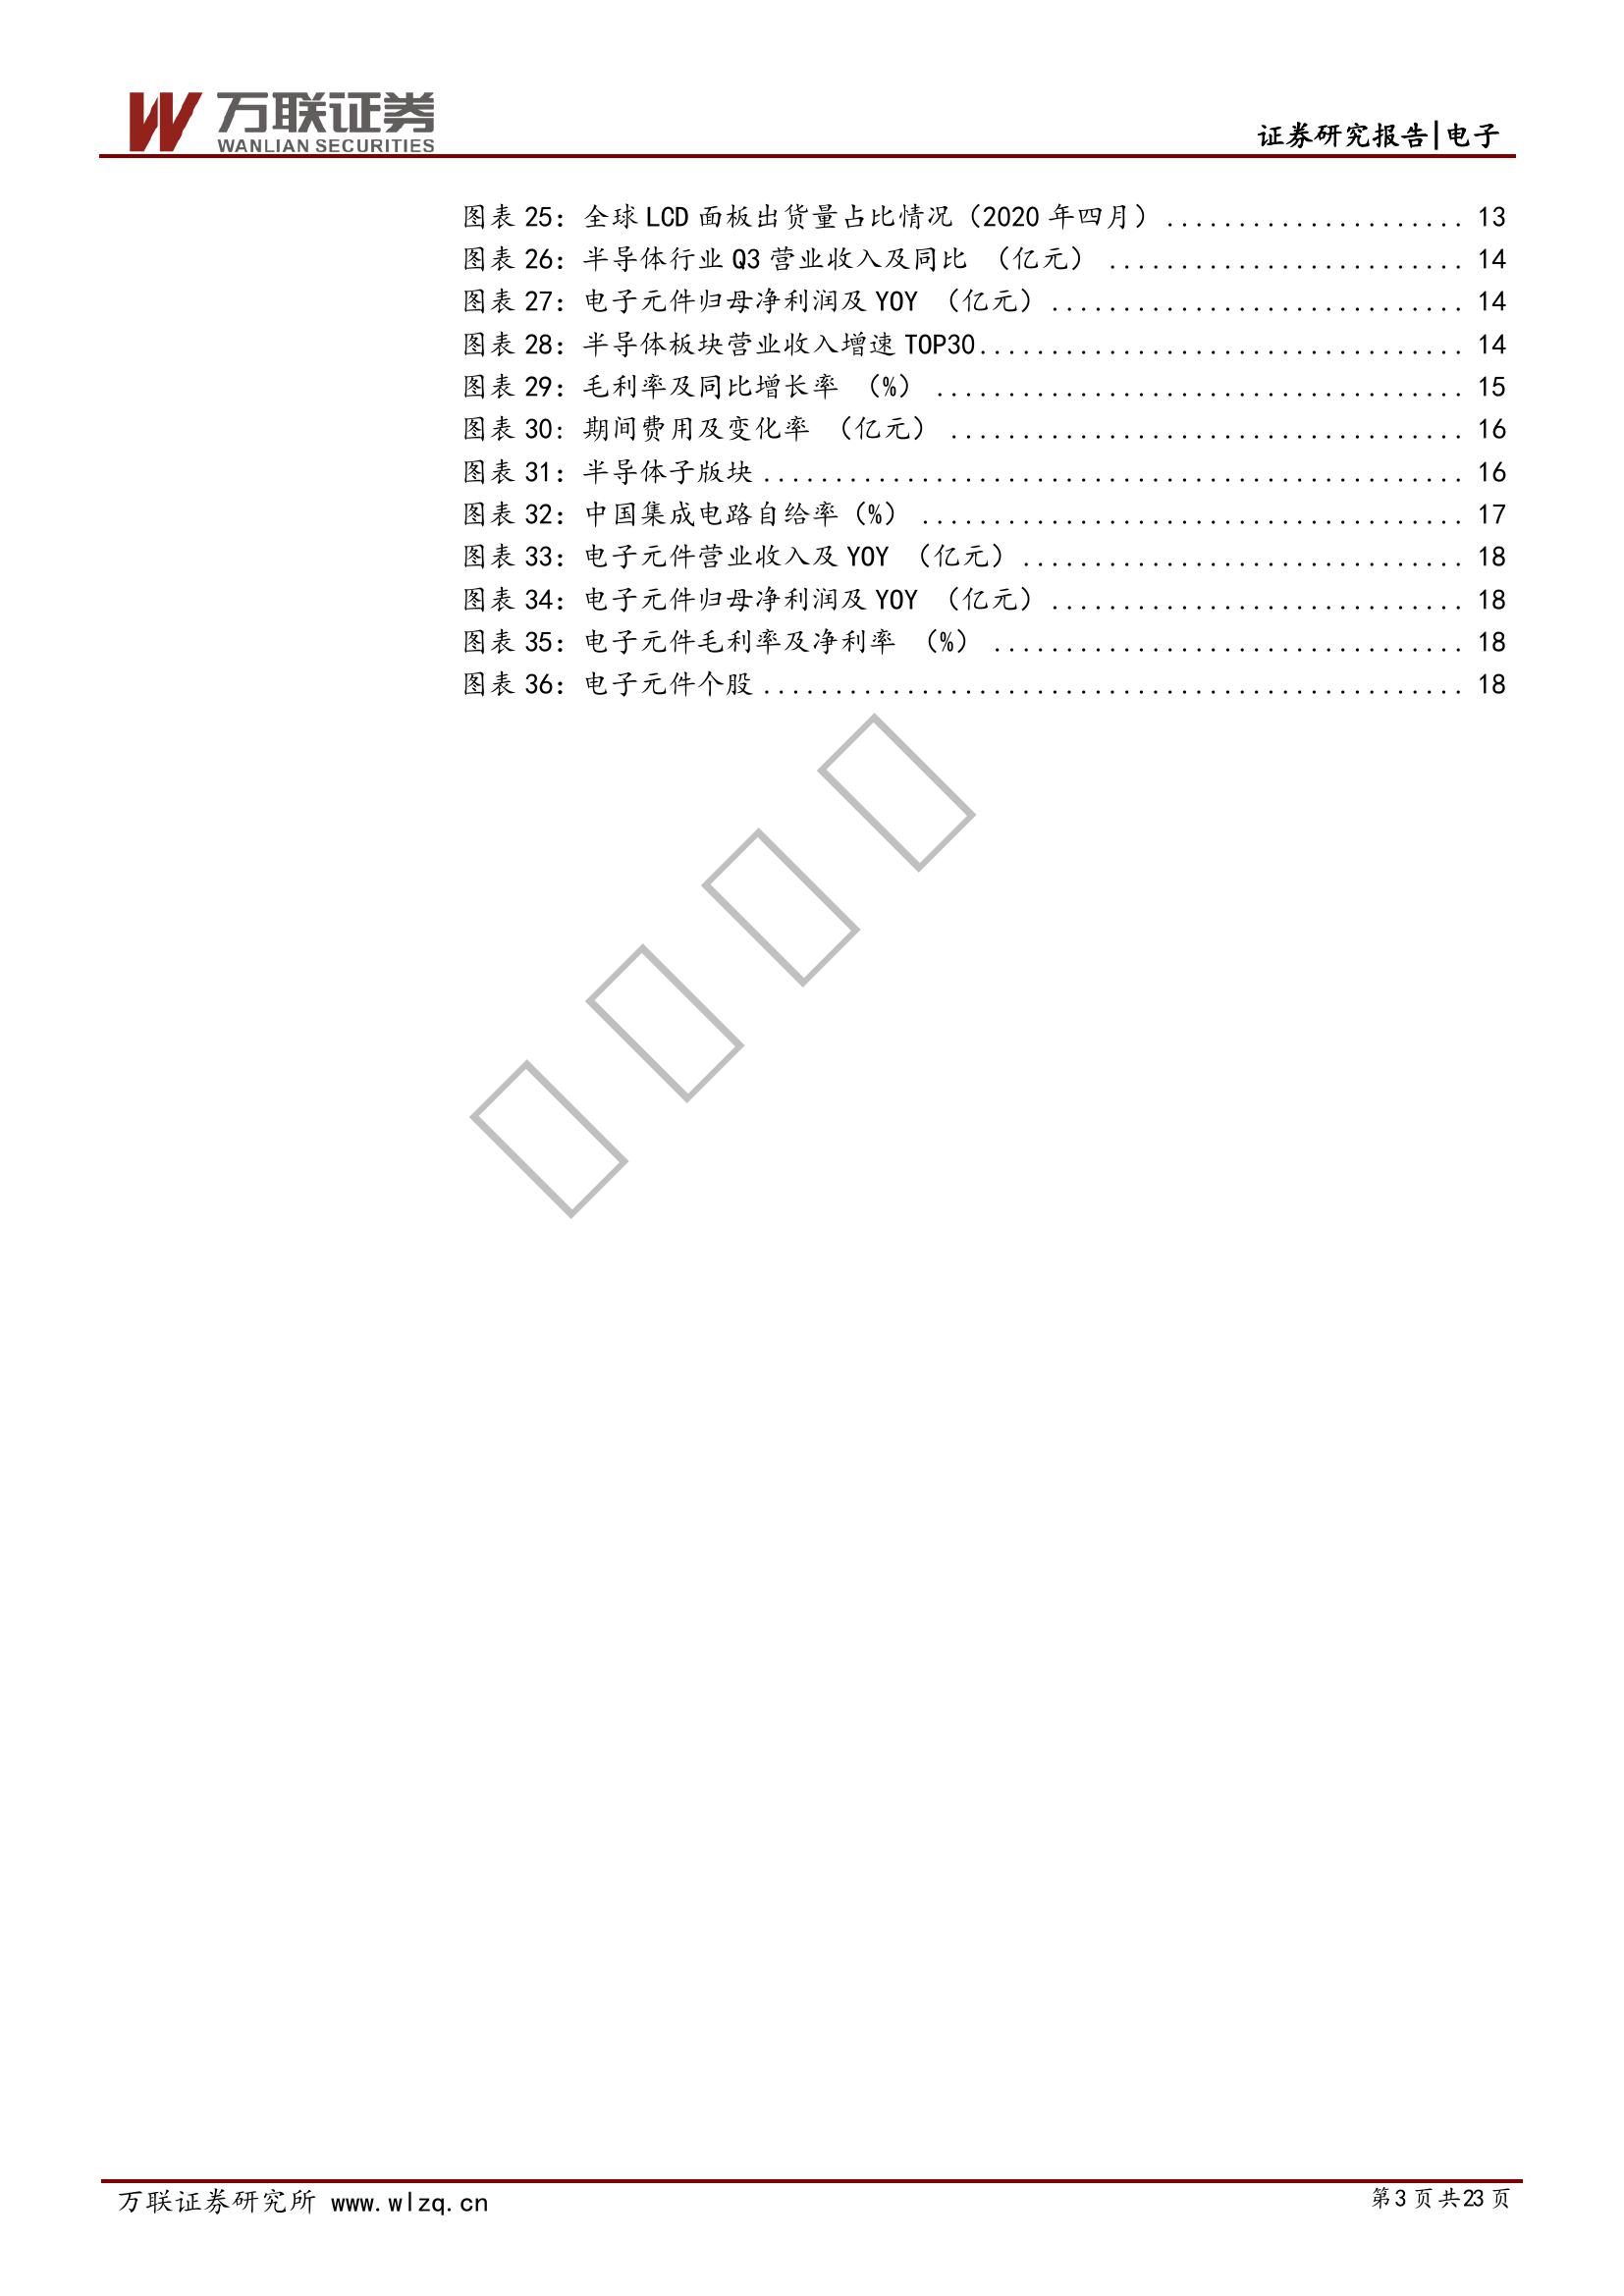 万联证券
WANLIAN SECURITIES
证券研究报告|电子
图表 25：全球 LCD 面板出货量占比情况（2020 年四月）..................... 13
图表 26：半导体行业 Q3 营业收入及同比 （亿元） ......................... 14
图表 27：电子元件归母净利润及 YOY （亿元）............................. 14
图表 28：半导体板块营业收入增速 TOP30.................................. 14
图表 29：毛利率及同比增长率 （%） ..................................... 15
图表 30：期间费用及变化率 （亿元） .................................... 16
图表 31：半导体子版块 ................................................. 16
图表 32：中国集成电路自给率（%） ...................................... 17
图表 33：电子元件营业收入及 YOY （亿元）............................... 18
图表 34：电子元件归母净利润及 YOY （亿元）............................. 18
图表 35：电子元件毛利率及净利率 （%） ................................. 18
图表 36：电子元件个股 ................................................. 18
万联证券研究所 www.wlzq.cn
第 3 页 共 23 页